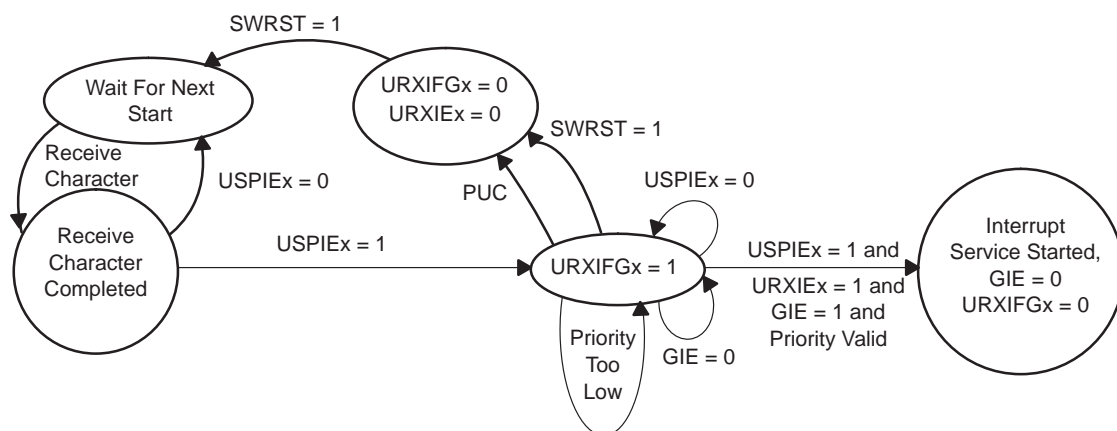 SWRST = 1
Wait For Next
Start
URXIFGx = 0
URXIEx = 0
SWRST = 1
Receive
Character
USPIEx = 0
PUC
USPIEx = 0
Receive
Character
Completed
USPIEx = 1
URXIFGx = 1
USPIEx = 1 and
URXIEx = 1 and
GIE = 1 and
Priority Valid
Interrupt
Service Started,
GIE = 0
URXIFGx = 0
Priority
Too
Low
GIE = 0